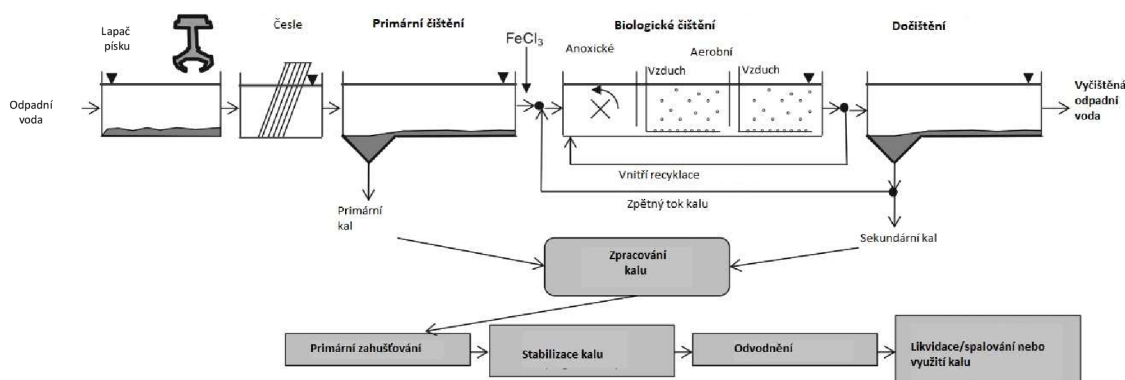 Lapač
písku
Česle
Primární čištění
FeCl3
Biologické čištění
Anoxické
Aerobní
Vzduch
Vzduch
Dočištění
Odpadní
voda
Vyčištěná
odpadní
voda
Vnitří recyklace
Zpětný tok kalu
Primární
kal
Sekundární kal
Zpracování
kalu
Primární zahušťování
Stabilizace kalu
Odvodnění
Likvidace/spalování nebo
využití kalu